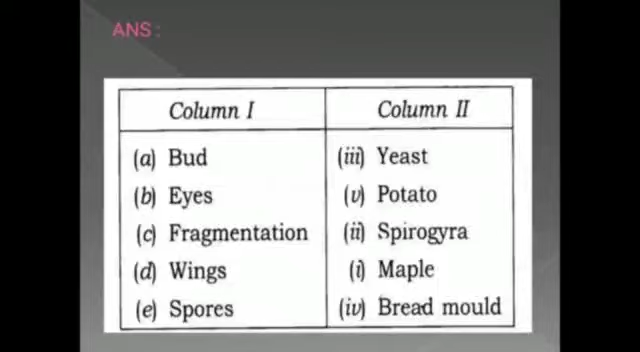 ANS :
Column I Column II
(a) Bud (iii) Yeast
(b) Eyes (v) Potato
(c) Fragmentation (ii) Spirogyra
(d) Wings (i) Maple
(e) Spores (iv) Bread mould